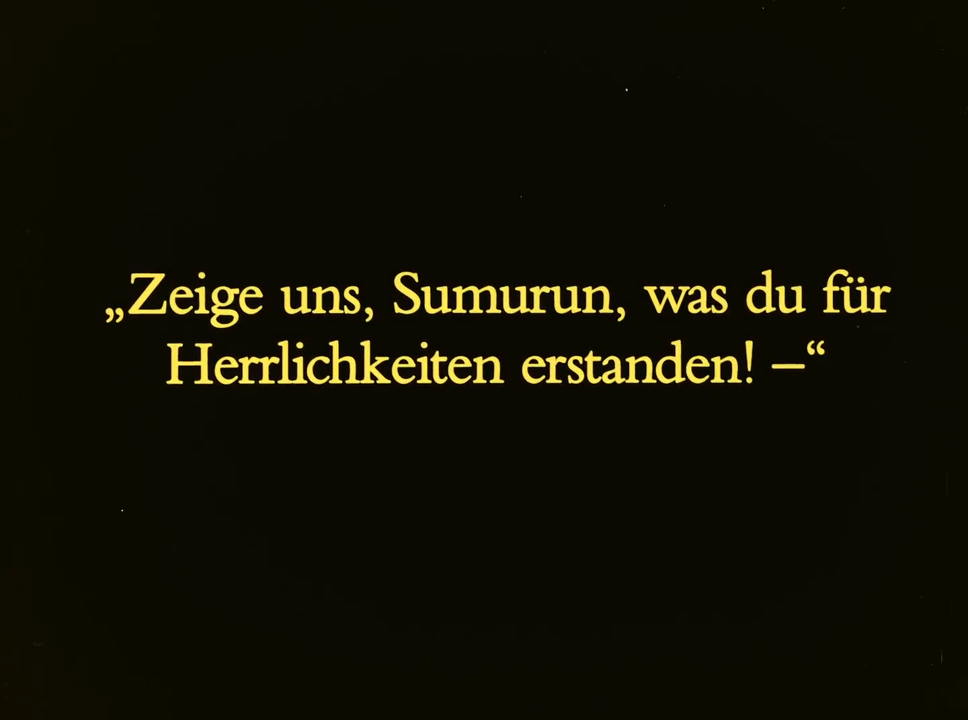 „Zeige uns, Sumurun, was du für
Herrlichkeiten erstanden! –“